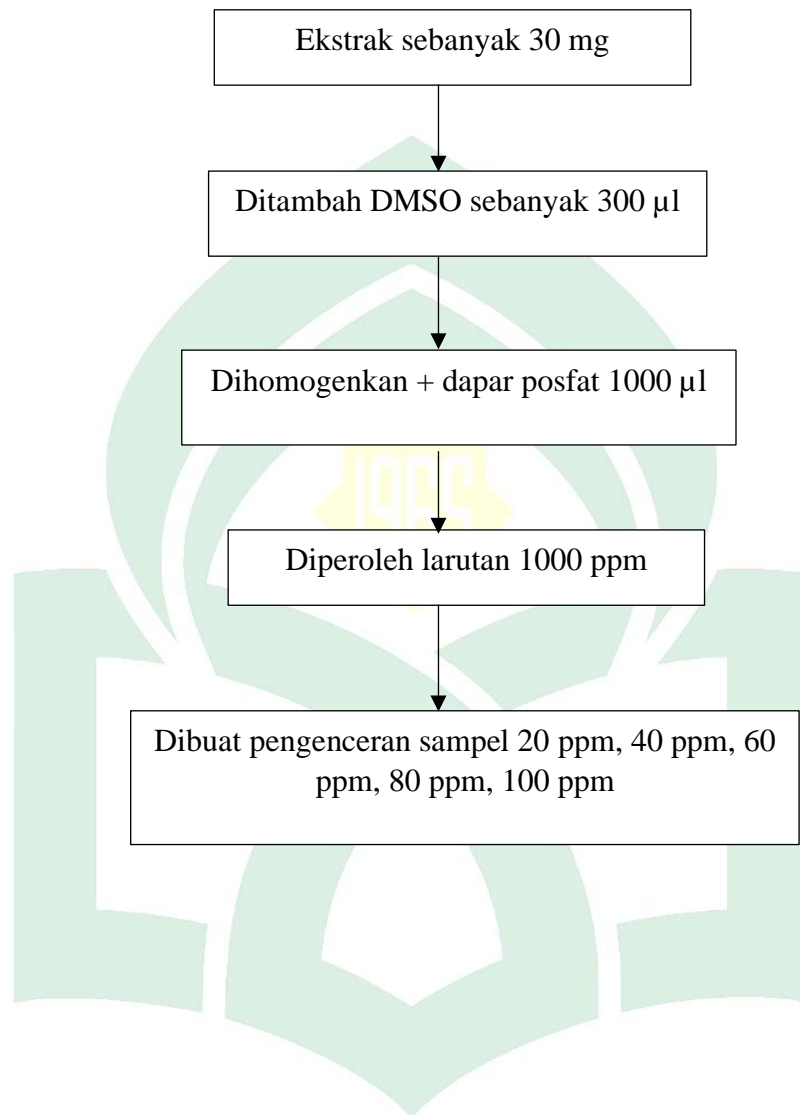 Ekstrak sebanyak 30 mg
Ditambah DMSO sebanyak 300 µl
Dihomogenkan + dapar posfat 1000 µl
1965
Diperoleh larutan 1000 ppm
Dibuat pengenceran sampel 20 ppm, 40 ppm, 60
ppm, 80 ppm, 100 ppm